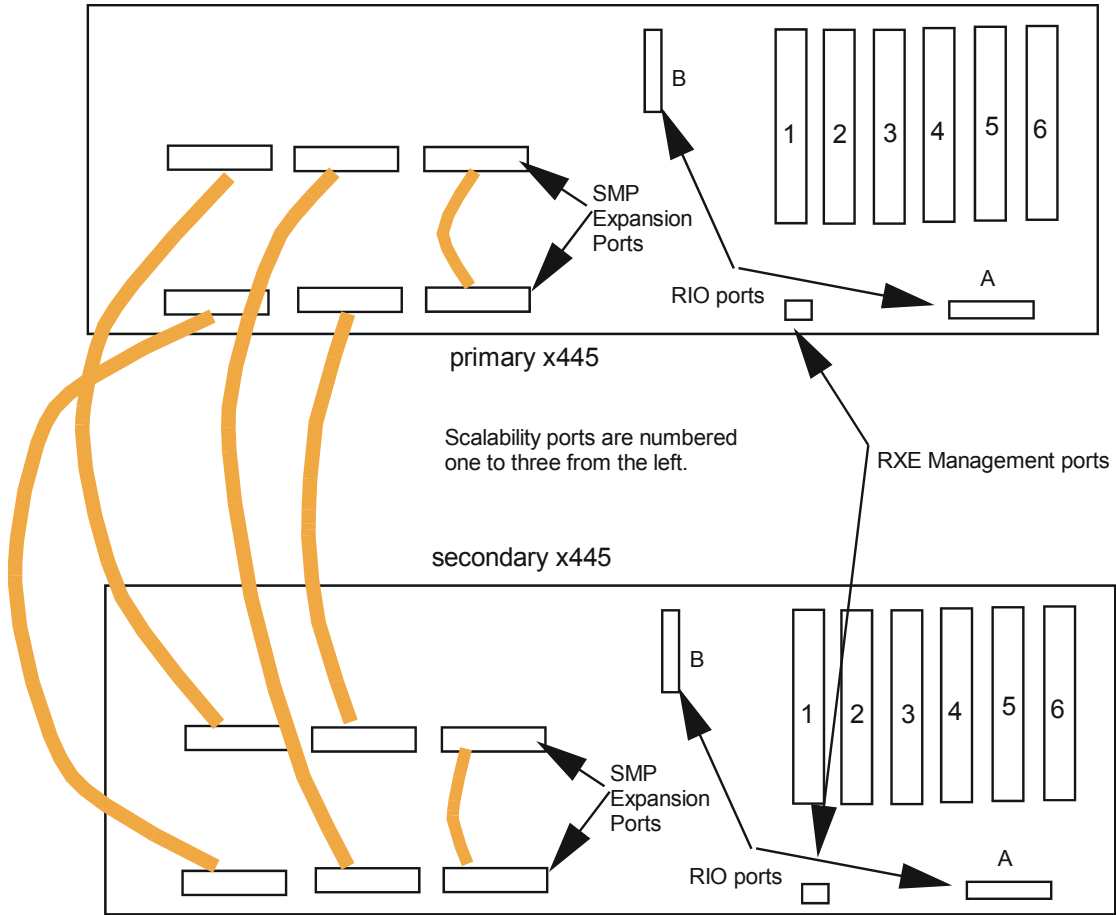 B
1 2 3 4 5 6
SMP
Expansion
Ports
A
RIO ports
primary x445
Scalability ports are numbered
one to three from the left.
RXE Management ports
secondary x445
B
1 2 3 4 5 6
SMP
Expansion
Ports
A
RIO ports